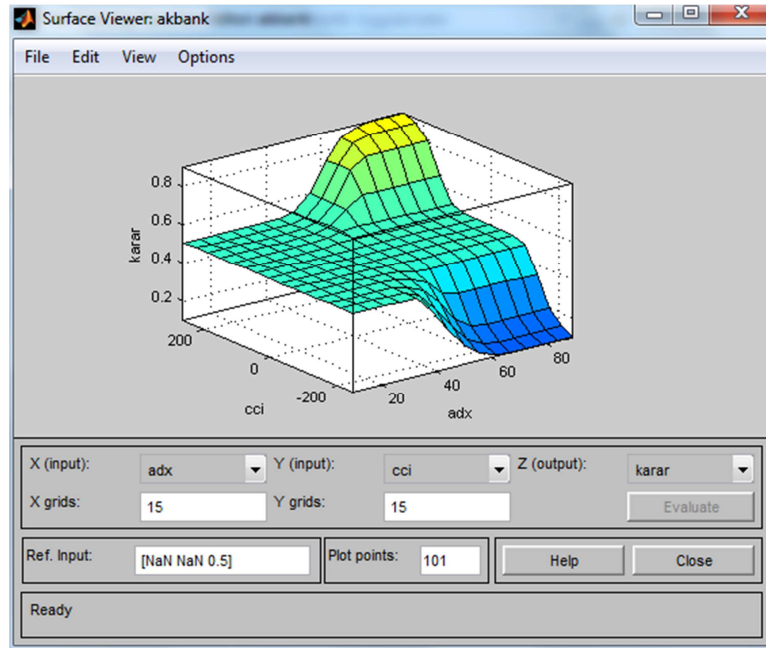 Surface Viewer: akbank
File Edit View Options
0.8
0.6
0.4
0.2
karar
200
0
-200
cci
20
40
60
80
adx
X (input): adx Y (input): cci Z (output): karar
X grids: 15 Y grids: 15 Evaluate
Ref. Input: [NaN NaN 0.5] Plot points: 101 Help Close
Ready